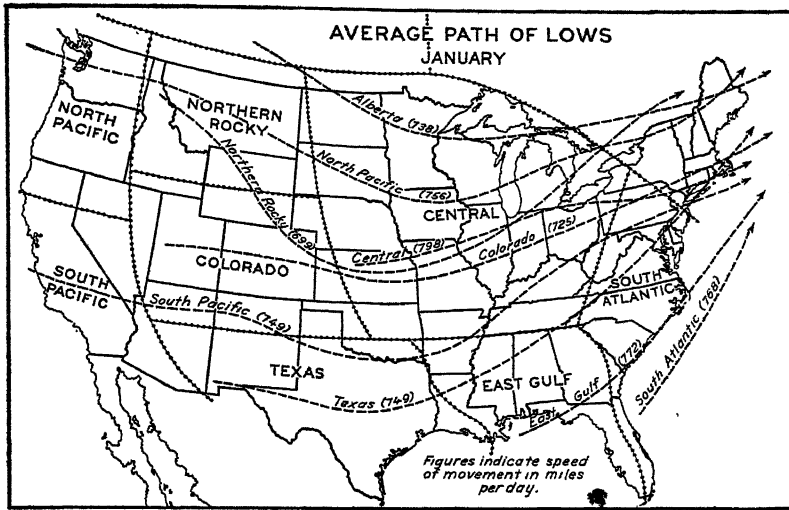 AVERAGE PATH OF LOWS
JANUARY
NORTH
PACIFIC
NORTHERN
ROCKY
Alberta (738)
North Pacific (756)
Northern Rocky (699)
CENTRAL
Central (798)
Colorado (725)
COLORADO
SOUTH
PACIFIC
South Pacific (749)
SOUTH
ATLANTIC
TEXAS
Texas (749)
EAST GULF
East Gulf (772)
South Atlantic (768)
Figures indicate speed
of movement in miles
per day.